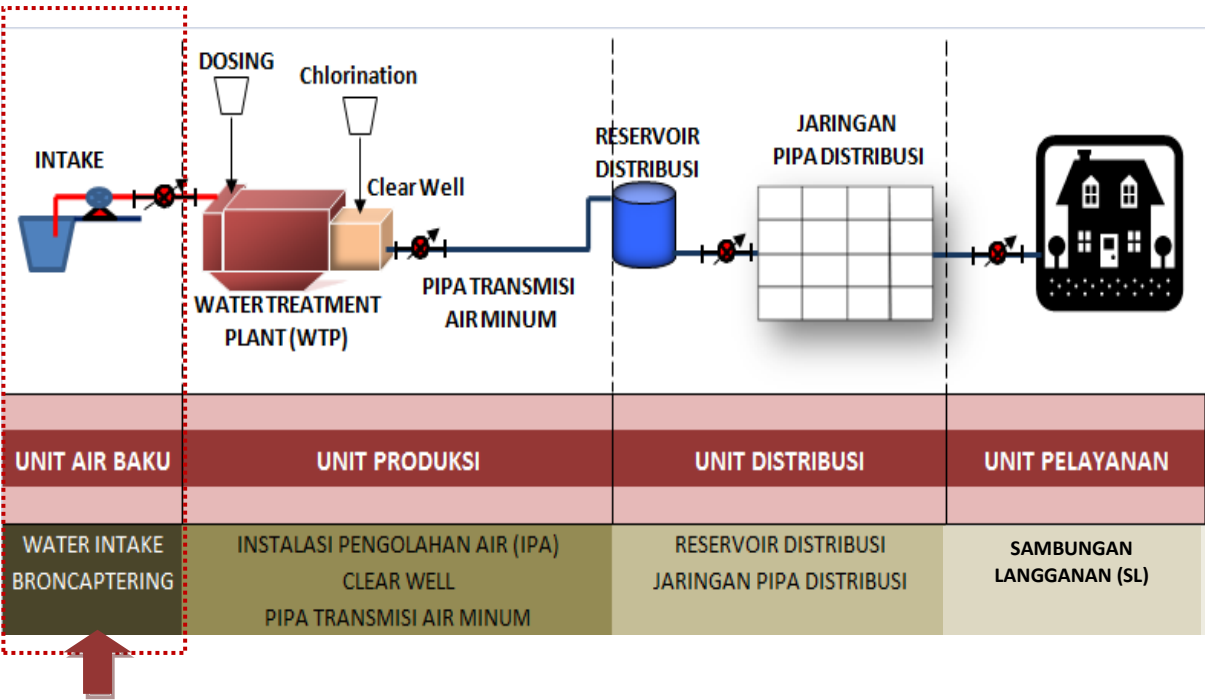 DOSING
Chlorination
INTAKE
Clear Well
WATER TREATMENT
PLANT (WTP)
PIPA TRANSMISI
AIR MINUM
RESERVOIR
DISTRIBUSI
JARINGAN
PIPA DISTRIBUSI
UNIT AIR BAKU
UNIT PRODUKSI
UNIT DISTRIBUSI
UNIT PELAYANAN
WATER INTAKE
BRONCAPTERING
INSTALASI PENGOLAHAN AIR (IPA)
CLEAR WELL
PIPA TRANSMISI AIR MINUM
RESERVOIR DISTRIBUSI
JARINGAN PIPA DISTRIBUSI
SAMBUNGAN
LANGGANAN (SL)